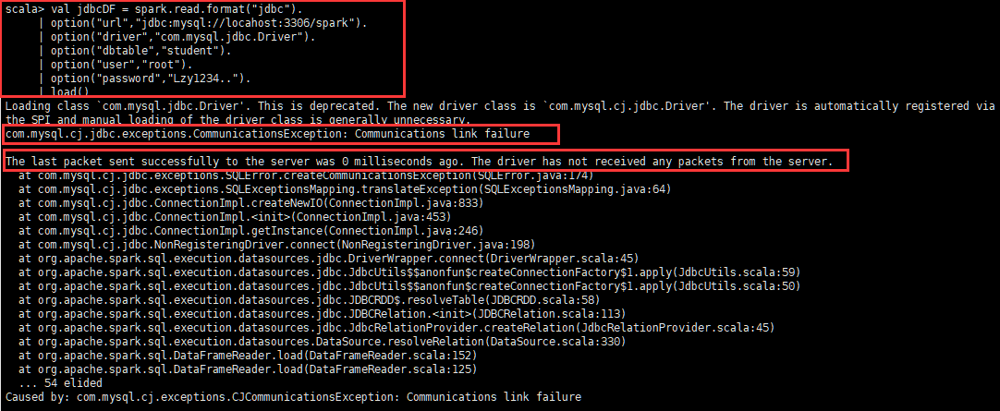 scala> val jdbcDF = spark.read.format("jdbc").
| option("url","jdbc:mysql://locahost:3306/spark").
| option("driver","com.mysql.jdbc.Driver").
| option("dbtable","student").
| option("user","root").
| option("password","Lzy1234..").
| load()
Loading class `com.mysql.jdbc.Driver'. This is deprecated. The new driver class is `com.mysql.cj.jdbc.Driver'. The driver is automatically registered via
the SPI and manual loading of the driver class is generally unnecessary.
com.mysql.cj.jdbc.exceptions.CommunicationsException: Communications link failure
The last packet sent successfully to the server was 0 milliseconds ago. The driver has not received any packets from the server.
at com.mysql.cj.jdbc.exceptions.SQLError.createCommunicationsException(SQLError.java:174)
at com.mysql.cj.jdbc.exceptions.SQLExceptionsMapping.translateException(SQLExceptionsMapping.java:64)
at com.mysql.cj.jdbc.ConnectionImpl.createNewIO(ConnectionImpl.java:833)
at com.mysql.cj.jdbc.ConnectionImpl.<init>(ConnectionImpl.java:453)
at com.mysql.cj.jdbc.ConnectionImpl.getInstance(ConnectionImpl.java:246)
at com.mysql.cj.jdbc.NonRegisteringDriver.connect(NonRegisteringDriver.java:198)
at org.apache.spark.sql.execution.datasources.jdbc.DriverWrapper.connect(DriverWrapper.scala:45)
at org.apache.spark.sql.execution.datasources.jdbc.JdbcUtils$$anonfun$createConnectionFactory$1.apply(JdbcUtils.scala:59)
at org.apache.spark.sql.execution.datasources.jdbc.JdbcUtils$$anonfun$createConnectionFactory$1.apply(JdbcUtils.scala:50)
at org.apache.spark.sql.execution.datasources.jdbc.JDBCRDD$.resolveTable(JDBCRDD.scala:58)
at org.apache.spark.sql.execution.datasources.jdbc.JDBCRelation.<init>(JDBCRelation.scala:113)
at org.apache.spark.sql.execution.datasources.jdbc.JdbcRelationProvider.createRelation(JdbcRelationProvider.scala:45)
at org.apache.spark.sql.execution.datasources.DataSource.resolveRelation(DataSource.scala:330)
at org.apache.spark.sql.DataFrameReader.load(DataFrameReader.scala:152)
at org.apache.spark.sql.DataFrameReader.load(DataFrameReader.scala:125)
... 54 elided
Caused by: com.mysql.cj.exceptions.CJCommunicationsException: Communications link failure